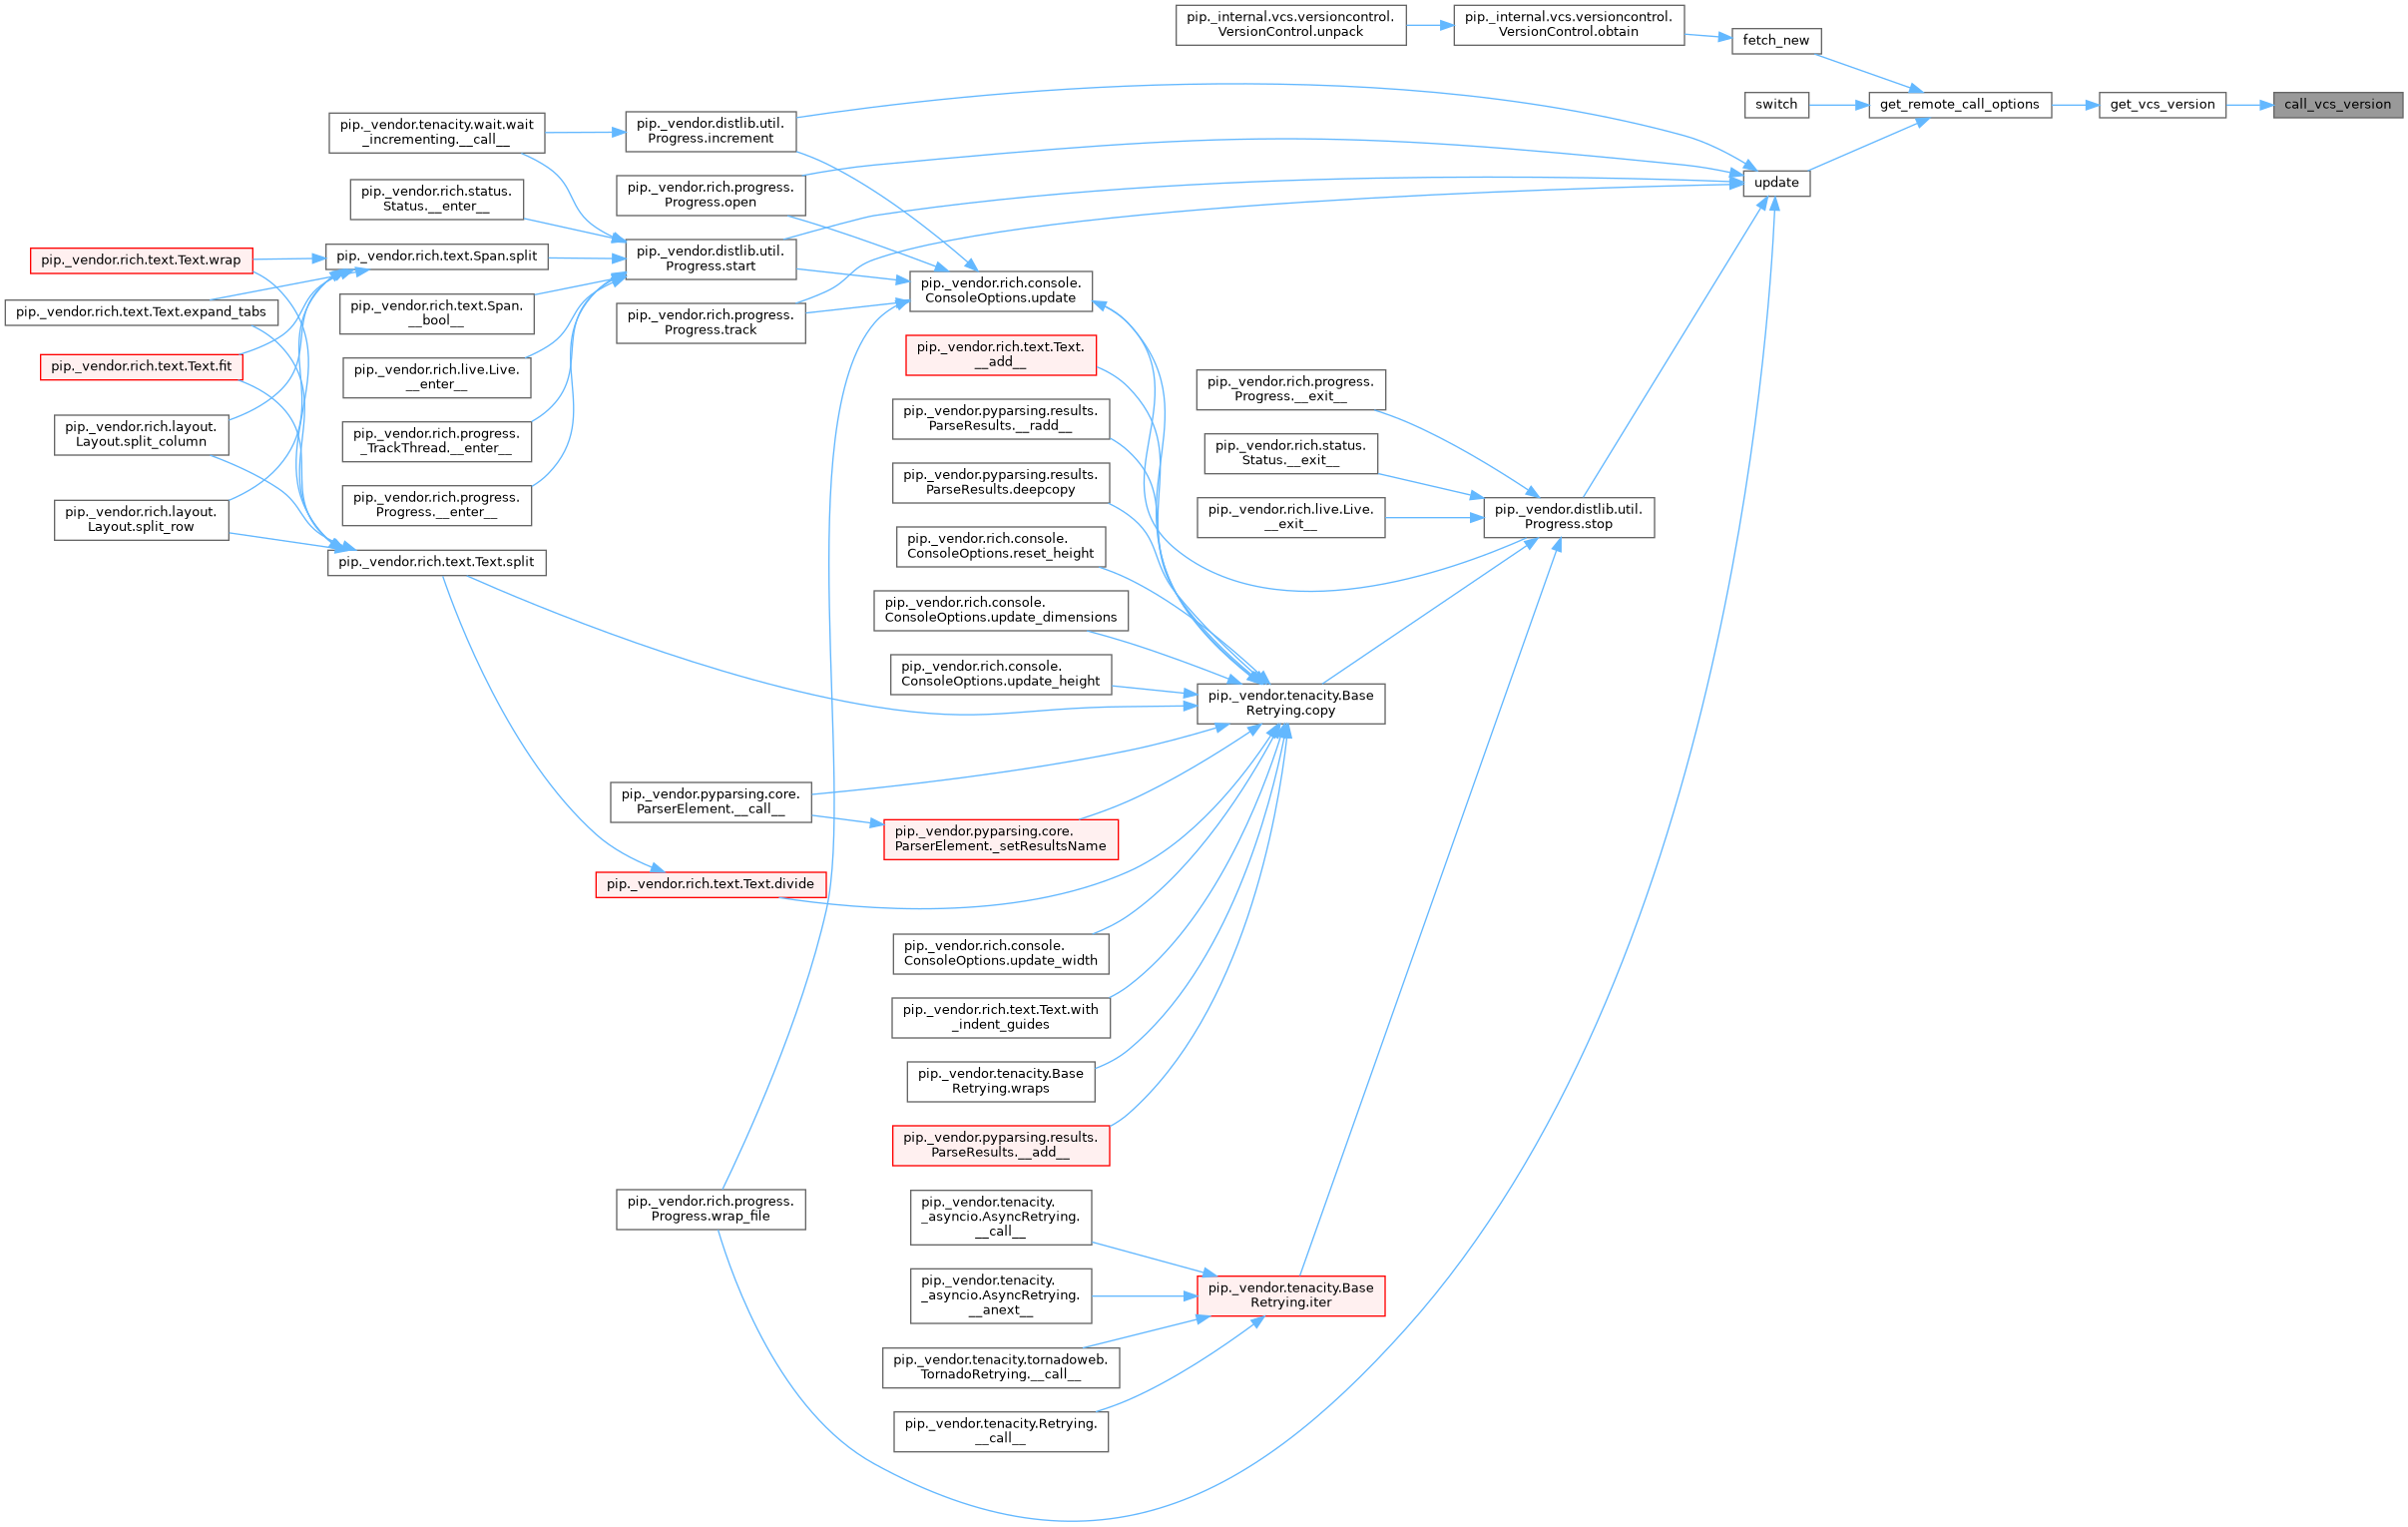 pip._internal.vcs.versioncontrol.
VersionControl.unpack
pip._internal.vcs.versioncontrol.
VersionControl.obtain
fetch_new
switch
get_remote_call_options
get_vcs_version
call_vcs_version
update
pip._vendor.tenacity.wait.wait
_incrementing.__call__
pip._vendor.distlib.util.
Progress.increment
pip._vendor.rich.status.
Status.__enter__
pip._vendor.rich.progress.
Progress.open
pip._vendor.rich.text.Text.wrap
pip._vendor.rich.text.Span.split
pip._vendor.distlib.util.
Progress.start
pip._vendor.rich.console.
ConsoleOptions.update
pip._vendor.rich.text.Text.expand_tabs
pip._vendor.rich.text.Span.
__bool__
pip._vendor.rich.progress.
Progress.track
pip._vendor.rich.text.Text.
__add__
pip._vendor.rich.text.Text.fit
pip._vendor.rich.live.Live.
__enter__
pip._vendor.rich.progress.
Progress.__exit__
pip._vendor.pyparsing.results.
ParseResults.__radd__
pip._vendor.rich.layout.
Layout.split_column
pip._vendor.rich.progress.
_TrackThread.__enter__
pip._vendor.rich.status.
Status.__exit__
pip._vendor.pyparsing.results.
ParseResults.deepcopy
pip._vendor.rich.layout.
Layout.split_row
pip._vendor.rich.progress.
Progress.__enter__
pip._vendor.rich.live.Live.
__exit__
pip._vendor.distlib.util.
Progress.stop
pip._vendor.rich.console.
ConsoleOptions.reset_height
pip._vendor.rich.text.Text.split
pip._vendor.rich.console.
ConsoleOptions.update_dimensions
pip._vendor.rich.console.
ConsoleOptions.update_height
pip._vendor.tenacity.Base
Retrying.copy
pip._vendor.pyparsing.core.
ParserElement.__call__
pip._vendor.pyparsing.core.
ParserElement._setResultsName
pip._vendor.rich.text.Text.divide
pip._vendor.rich.console.
ConsoleOptions.update_width
pip._vendor.rich.text.Text.with
_indent_guides
pip._vendor.tenacity.Base
Retrying.wraps
pip._vendor.pyparsing.results.
ParseResults.__add__
pip._vendor.rich.progress.
Progress.wrap_file
pip._vendor.tenacity.
_asyncio.AsyncRetrying.
__call__
pip._vendor.tenacity.
_asyncio.AsyncRetrying.
__anext__
pip._vendor.tenacity.Base
Retrying.iter
pip._vendor.tenacity.tornadoweb.
TornadoRetrying.__call__
pip._vendor.tenacity.Retrying.
__call__